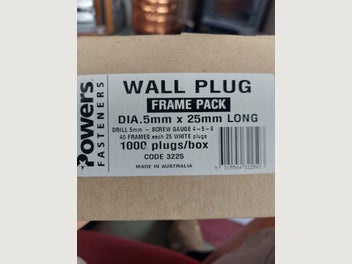 Powers
FASTENERS
WALL PLUG
FRAME PACK
DIA.5mm x 25mm LONG
DRILL 5mm - SCREW GAUGE 4-5-6
40 FRAMES each 25 WHITE plugs
1000 plugs/box
CODE 3225
MADE IN AUSTRALIA